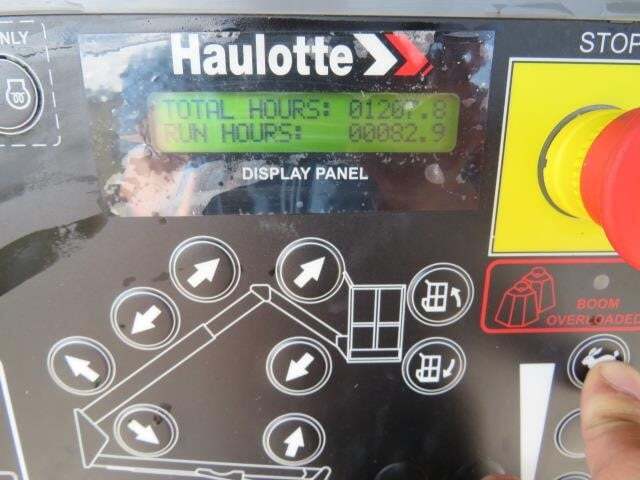 ONLY
Haulotte
STOP
TOTAL HOURS:
RUN HOURS: 00082.9
DISPLAY PANEL
BOOM
OVERLOADED